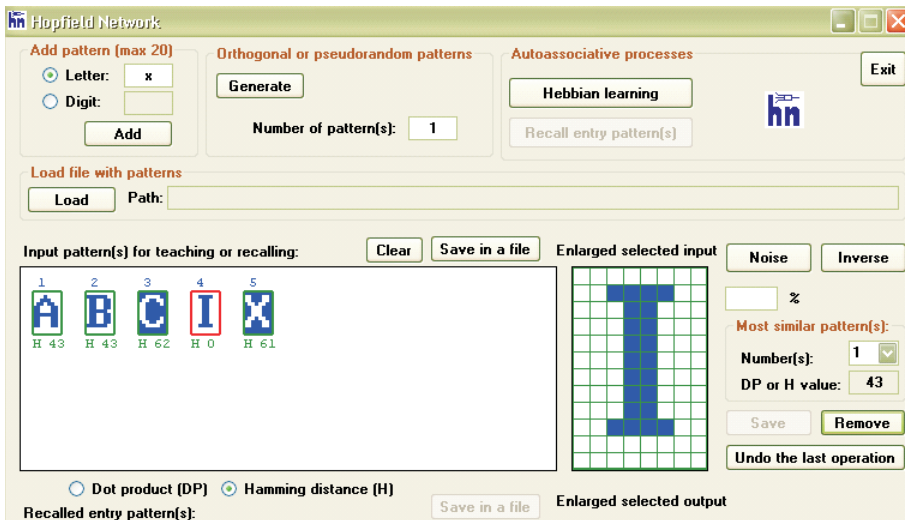 hn Hopfield Network
Add pattern (max 20)
Letter: x
Digit:
Add
Orthogonal or pseudorandom patterns
Generate
Number of pattern(s): 1
Autoassociative processes
Hebbian learning
Recall entry pattern(s)
hn
Exit
Load file with patterns
Load Path:
Input pattern(s) for teaching or recalling:
Clear
Save in a file
Enlarged selected input
Noise
Inverse
1 2 3 4 5
A B C I X
H 43 H 43 H 62 H 0 H 61
I
%
Most similar pattern(s):
Number(s): 1
DP or H value: 43
Save
Remove
Undo the last operation
Dot product (DP) Hamming distance (H)
Recalled entry pattern(s):
Save in a file
Enlarged selected output